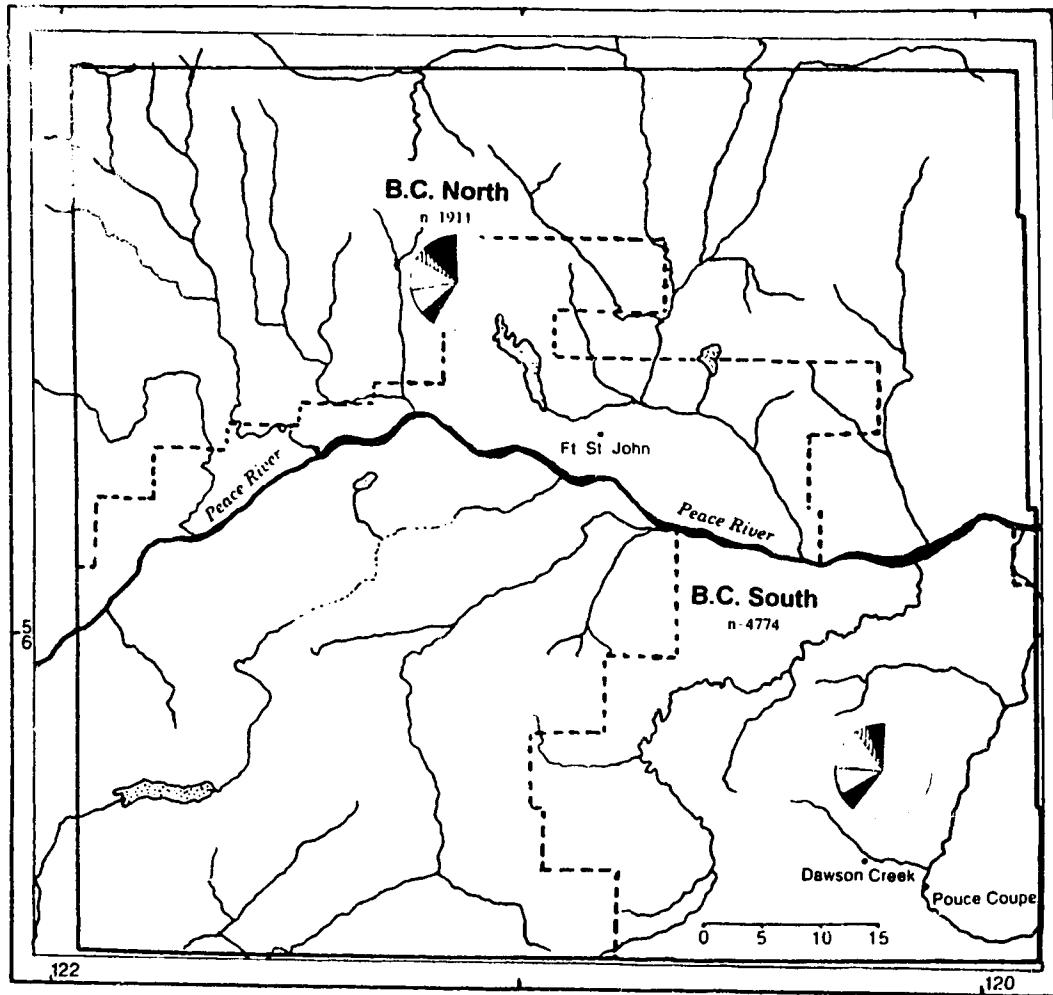 B.C. North
n 1911
Ft St John
Peace River
Peace River
B.C. South
n-4774
56
Dawson Creek
Pouce Coupe
0 5 10 15
122
120